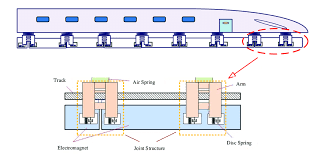 Track
Air Spring
Arm
Electromagnet
Joint Structure
Disc Spring